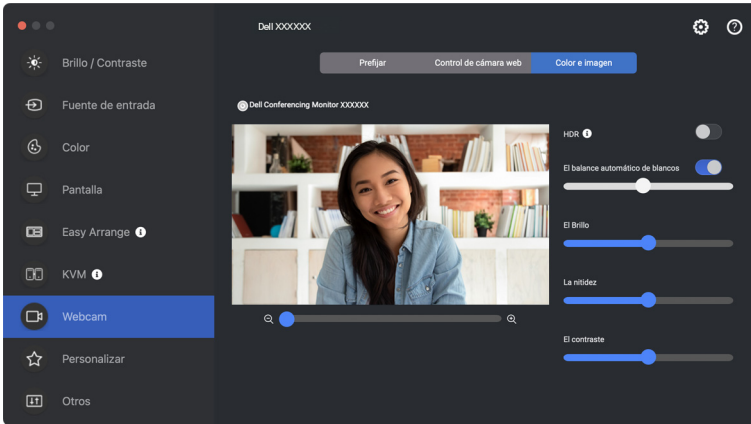 Dell XXXXXX
Brillo / Contraste
Fuente de entrada
Color
Pantalla
Easy Arrange
KVM
Webcam
Personalizar
Otros
Prefijar
Control de cámara web
Color e imagen
Dell Conferencing Monitor XXXXXX
HDR
El balance automático de blancos
El Brillo
La nitidez
El contraste